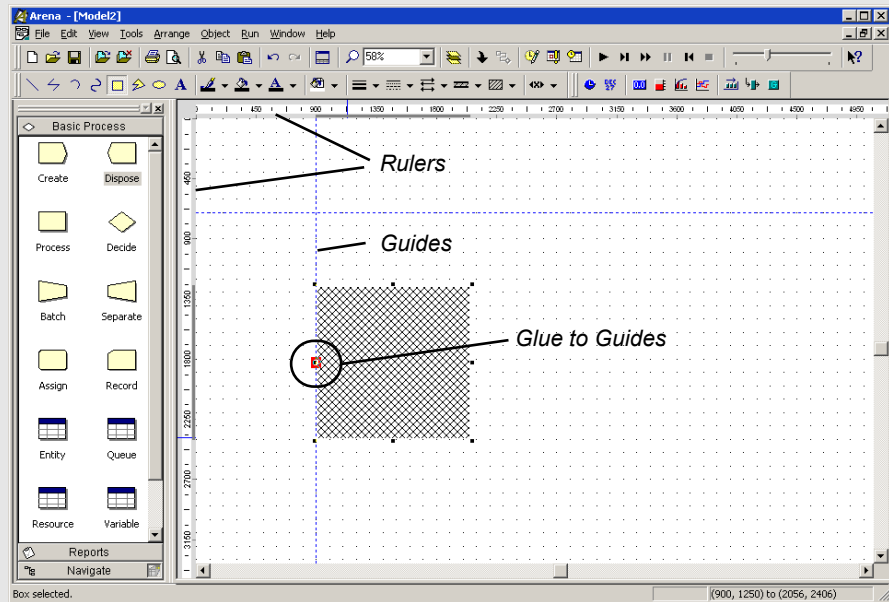 Arena - [Model2]
File Edit View Tools Arrange Object Run Window Help
58%
A A
Basic Process
Create Dispose
Process Decide
Batch Separate
Assign Record
Entity Queue
Resource Variable
Reports
Navigate
450 900 1350 1800 2250 2700 3150 3600 4050 4500 4950
450
900
1350
1800
2250
2700
3150
Rulers
Guides
Glue to Guides
Box selected.
(900, 1250) to (2056, 2406)